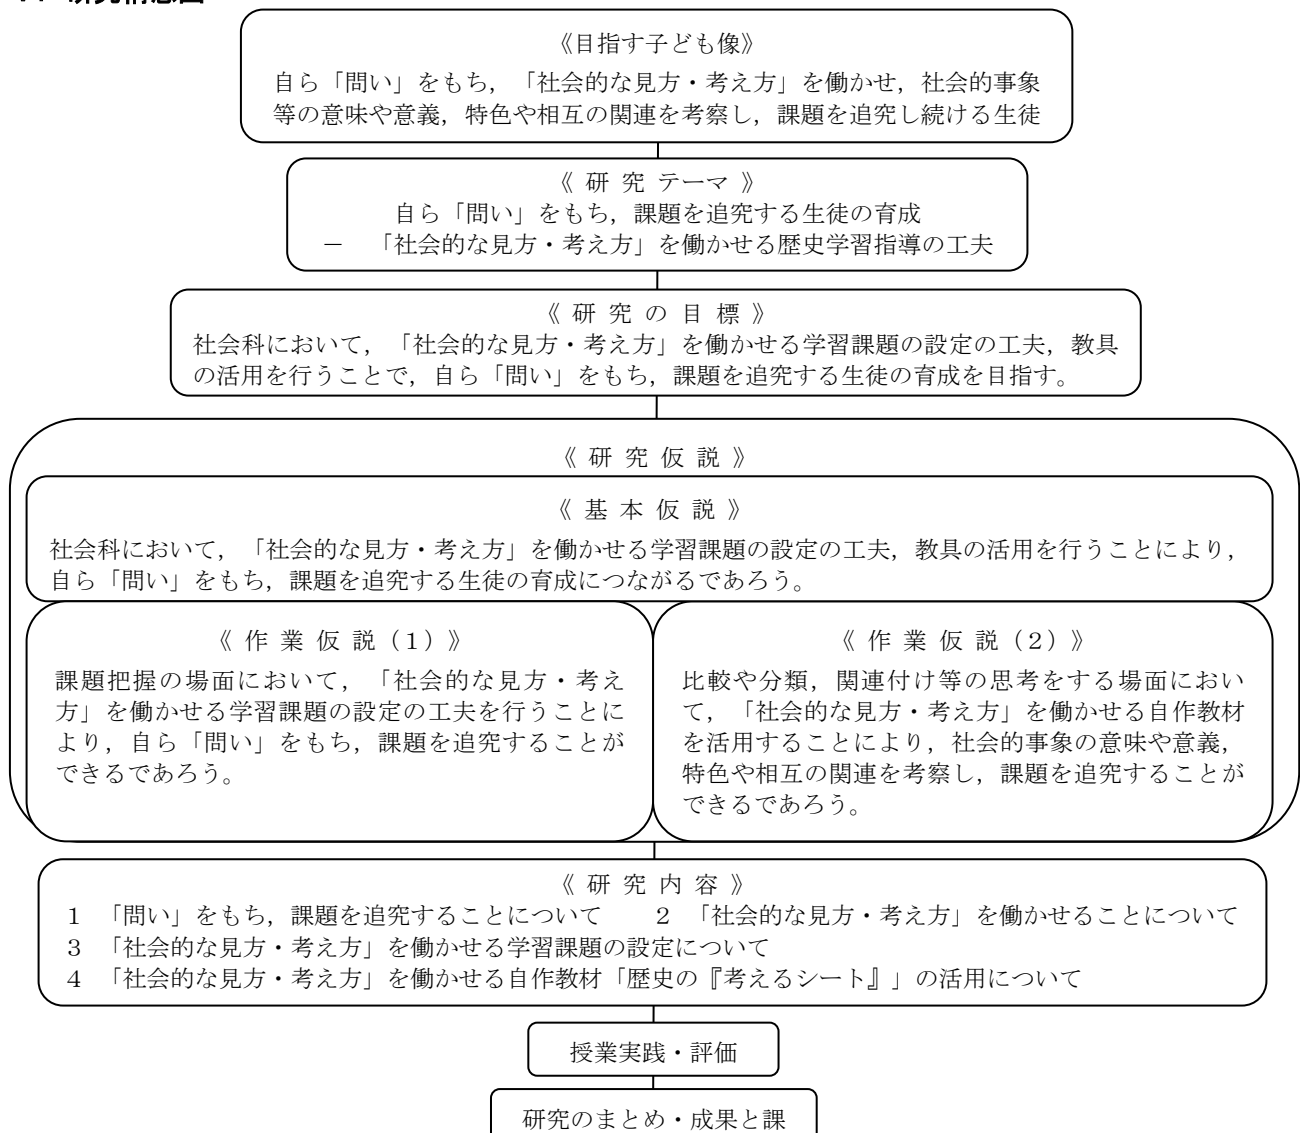 《目指す子ども像》
自ら「問い」をもち，「社会的な見方・考え方」を働かせ，社会的事象
等の意味や意義，特色や相互の関連を考察し，課題を追究し続ける生徒
《 研 究 テーマ 》
自ら「問い」をもち，課題を追究する生徒の育成
－　「社会的な見方・考え方」を働かせる歴史学習指導の工夫
《 研 究 の 目 標 》
社会科において，「社会的な見方・考え方」を働かせる学習課題の設定の工夫，教具
の活用を行うことで，自ら「問い」をもち，課題を追究する生徒の育成を目指す。
《 研 究 仮 説 》
《 基 本 仮 説 》
社会科において，「社会的な見方・考え方」を働かせる学習課題の設定の工夫，教具の活用を行うことにより，
自ら「問い」をもち，課題を追究する生徒の育成につながるであろう。
《 作 業 仮 説（１）》
課題把握の場面において，「社会的な見方・考え
方」を働かせる学習課題の設定の工夫を行うことに
より，自ら「問い」をもち，課題を追究することが
できるであろう。
《 作 業 仮 説（２）》
比較や分類，関連付け等の思考をする場面におい
て，「社会的な見方・考え方」を働かせる自作教材
を活用することにより，社会的事象の意味や意義，
特色や相互の関連を考察し，課題を追究することが
できるであろう。
《 研 究 内 容 》
１　「問い」をもち，課題を追究することについて　　２　「社会的な見方・考え方」を働かせることについて
３　「社会的な見方・考え方」を働かせる学習課題の設定について
４　「社会的な見方・考え方」を働かせる自作教材「歴史の『考えるシート』」の活用について
授業実践・評価
研究のまとめ・成果と課